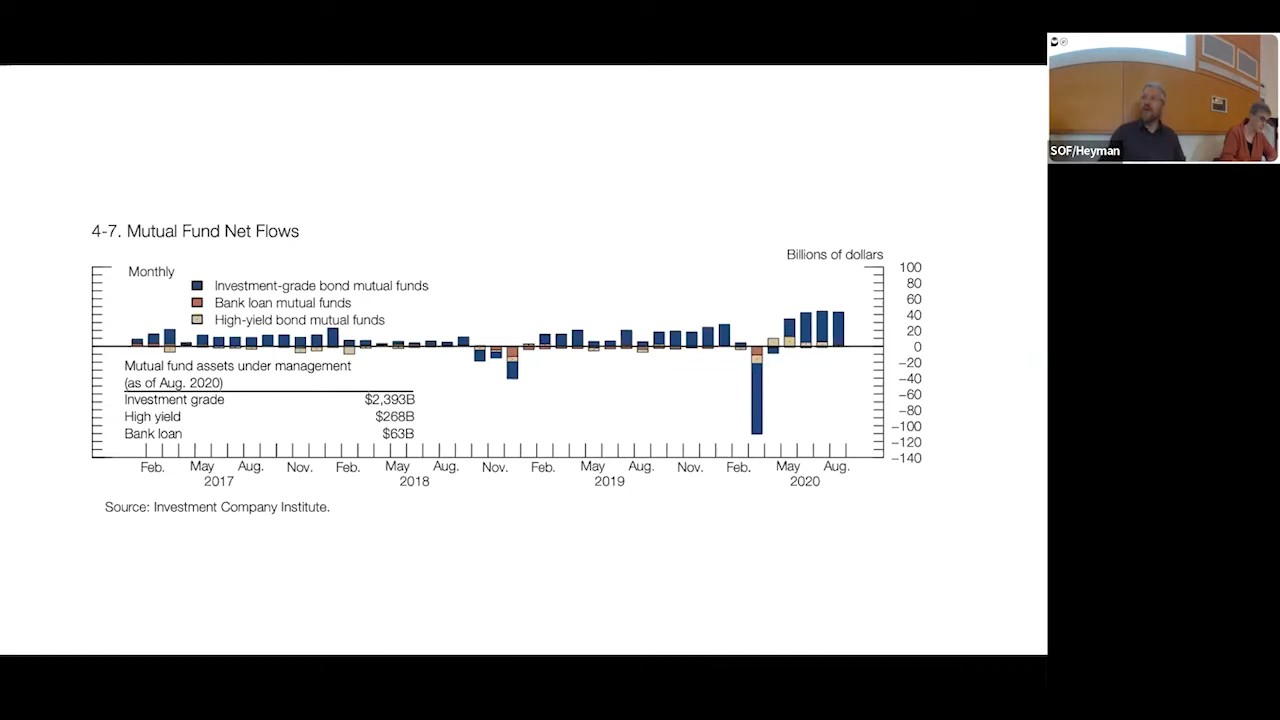 SOF/Heyman
4-7. Mutual Fund Net Flows
Billions of dollars
Monthly
Investment-grade bond mutual funds
Bank loan mutual funds
High-yield bond mutual funds
100
80
60
40
20
0
−20
−40
−60
−80
−100
−120
−140
Mutual fund assets under management
(as of Aug. 2020)
Investment grade $2,393B
High yield $268B
Bank loan $63B
Feb. May Aug. Nov. Feb. May Aug. Nov. Feb. May Aug. Nov. Feb. May Aug.
2017 2018 2019 2020
Source: Investment Company Institute.